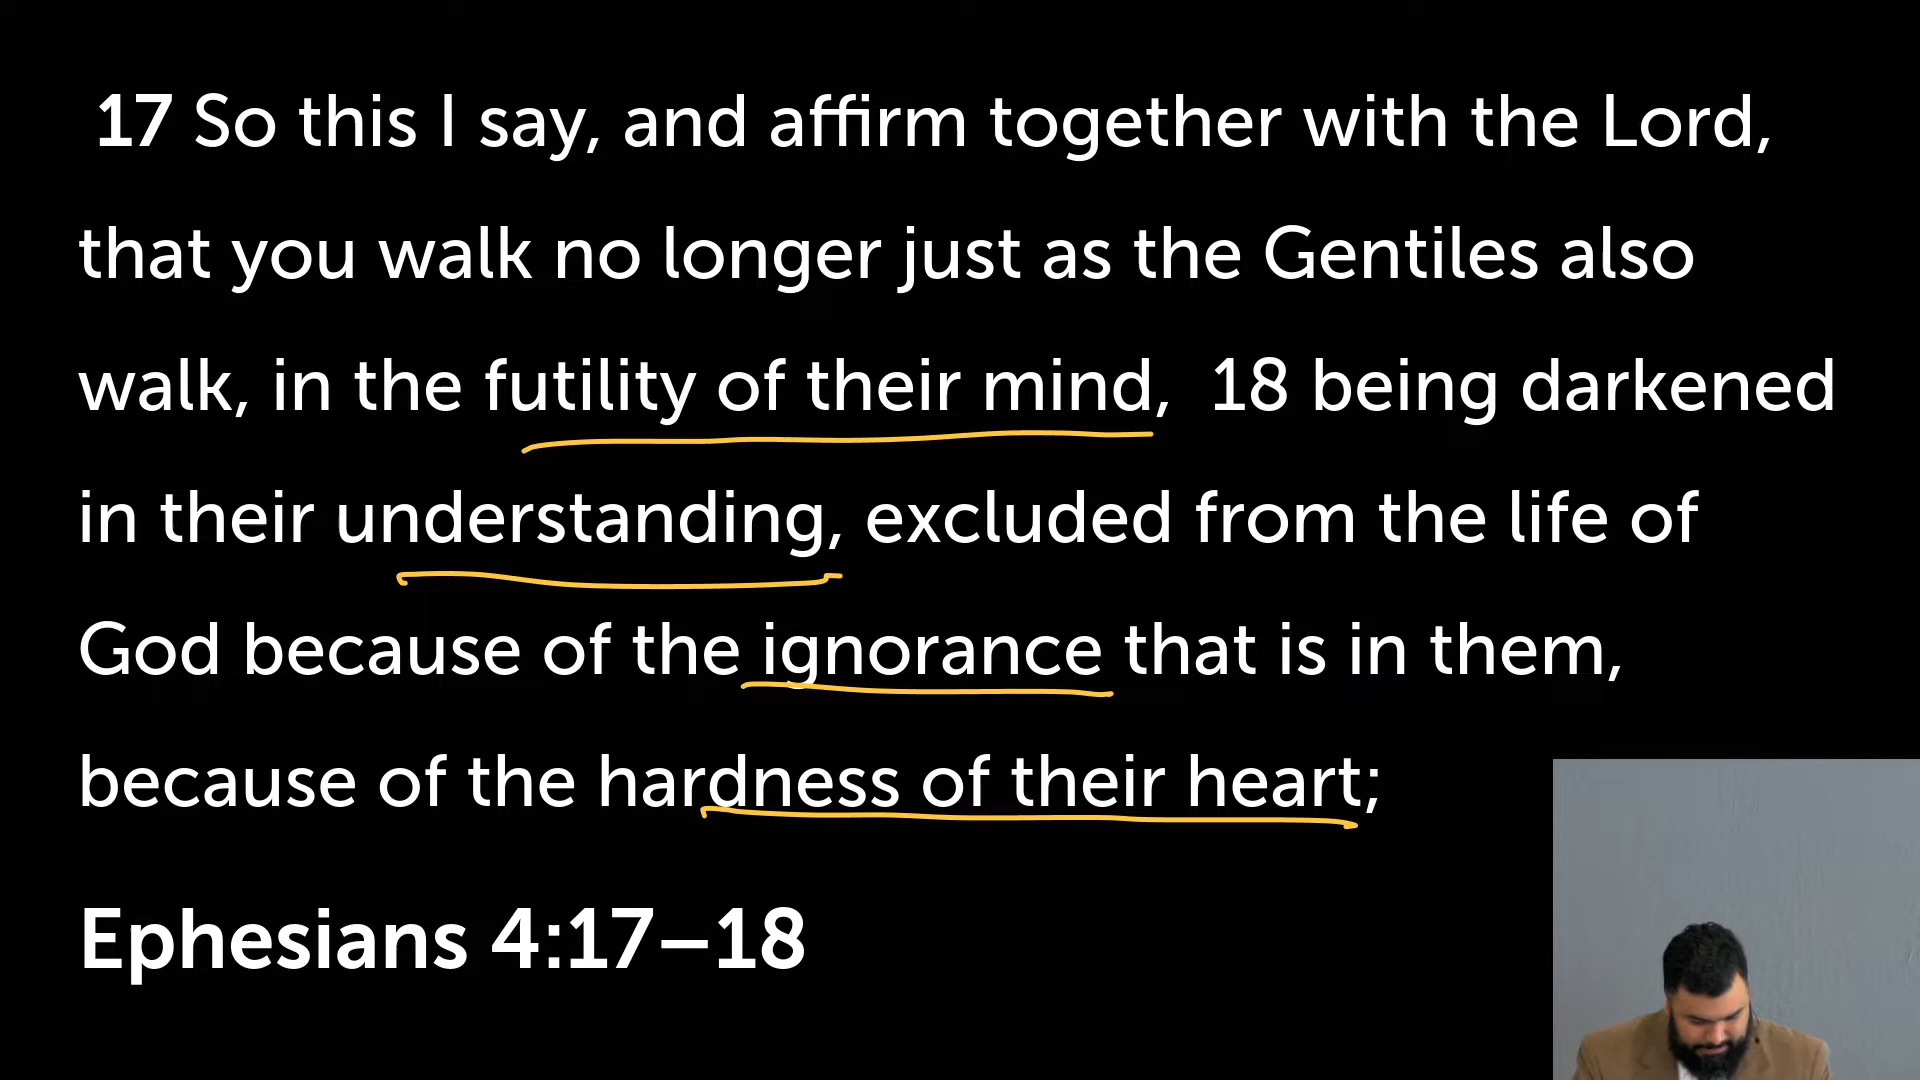 17 So this I say, and affirm together with the Lord,
that you walk no longer just as the Gentiles also
walk, in the futility of their mind,  18 being darkened
in their understanding, excluded from the life of
God because of the ignorance that is in them,
because of the hardness of their heart;
Ephesians 4:17–18